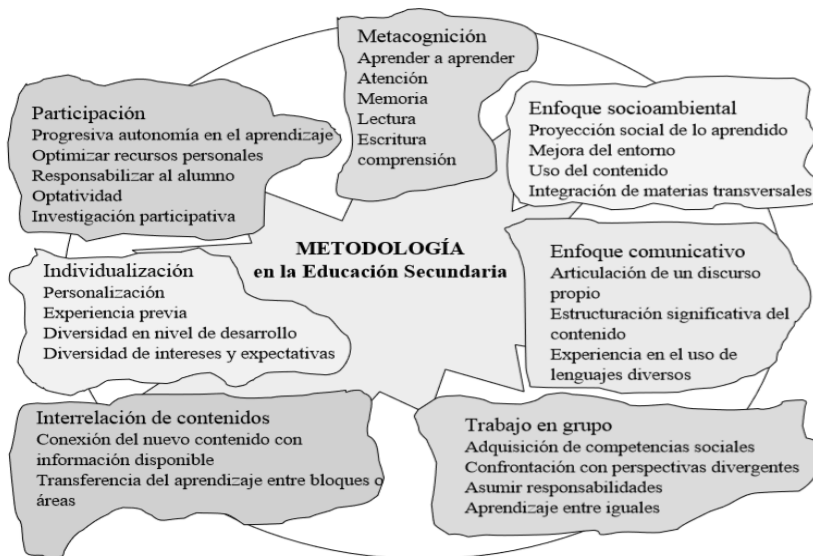 Metacognición
Aprender a aprender
Atención
Memoria
Lectura
Escritura
comprensión
Participación
Progresiva autonomía en el aprendizaje
Optimizar recursos personales
Responsabilizar al alumno
Optatividad
Investigación participativa
Enfoque socioambiental
Proyección social de lo aprendido
Mejora del entorno
Uso del contenido
Integración de materias transversales
METODOLOGÍA
en la Educación Secundaria
Individualización
Personalización
Experiencia previa
Diversidad en nivel de desarrollo
Diversidad de intereses y expectativas
Enfoque comunicativo
Articulación de un discurso
propio
Estructuración significativa del
contenido
Experiencia en el uso de
lenguajes diversos
Interrelación de contenidos
Conexión del nuevo contenido con
información disponible
Transferencia del aprendizaje entre bloques o
áreas
Trabajo en grupo
Adquisición de competencias sociales
Confrontación con perspectivas divergentes
Asumir responsabilidades
Aprendizaje entre iguales